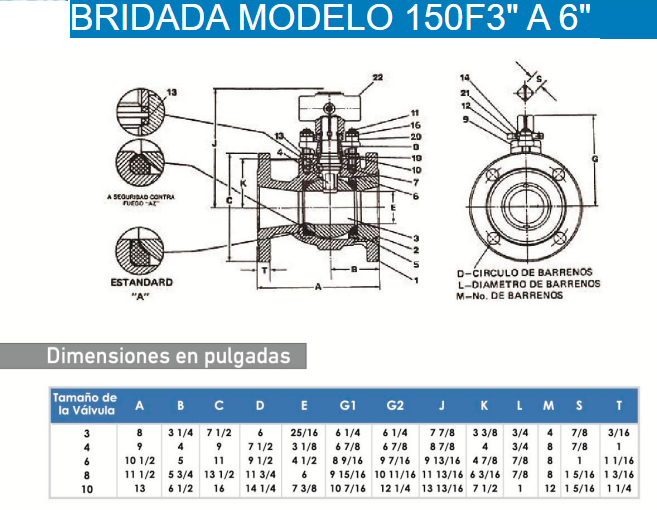 BRIDADA MODELO 150F3" A 6"
13
22
14
S
21
12
9
11
16
20
8
19
10
7
6
13
4
J
K
C
E
G
3
2
5
1
T
B
A
A SEGURIDAD CONTRA
FUEGO "AZ"
ESTANDARD
"A"
D-CIRCULO DE BARRENOS
L-DIAMETRO DE BARRENOS
M-No. DE BARRENOS
Dimensiones en pulgadas
Tamaño de la Válvula A B C D E G1 G2 J K L M S T
3 8 3 1/4 7 1/2 6 25/16 6 1/4 6 1/4 7 7/8 3 3/8 3/4 4 7/8 3/16
4 9 4 9 7 1/2 3 1/8 6 7/8 6 7/8 8 7/8 4 3/4 8 7/8 1
6 10 1/2 5 11 9 1/2 4 1/2 8 9/16 9 7/16 9 13/16 4 7/8 7/8 8 1 1 1/16
8 11 1/2 5 3/4 13 1/2 11 3/4 6 9 15/16 10 11/16 11 13/16 6 3/16 7/8 8 1 5/16 1 3/16
10 13 6 1/2 16 14 1/4 7 3/8 10 7/16 12 1/4 13 13/16 7 1/2 1 12 1 5/16 1 1/4